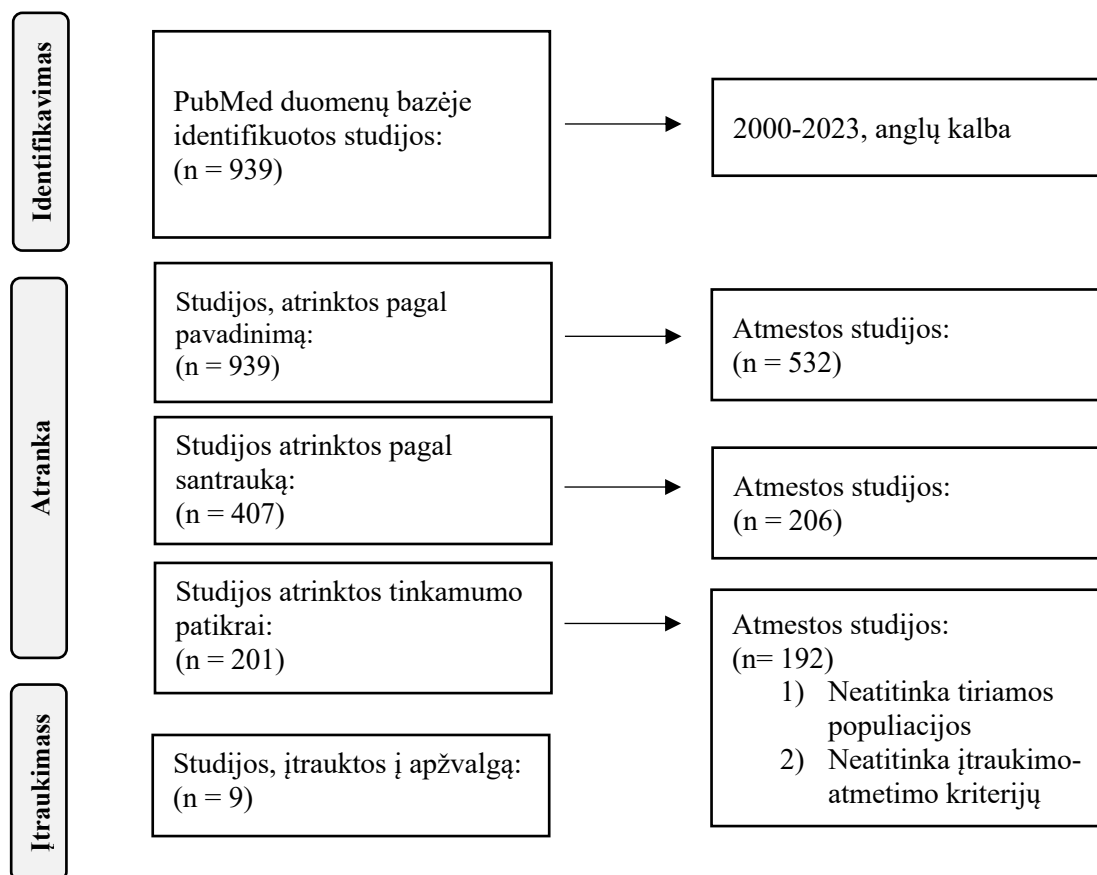 Identifikavimas
PubMed duomenų bazėje
identifikuotos studijos:
(n = 939)
2000-2023, anglų kalba
Atranka
Studijos, atrinktos pagal
pavadinimą:
(n = 939)
Atmestos studijos:
(n = 532)
Studijos atrinktos pagal
santrauką:
(n = 407)
Atmestos studijos:
(n = 206)
Studijos atrinktos tinkamumo
patikrai:
(n = 201)
Atmestos studijos:
(n= 192)
1) Neatitinka tiriamos
populiacijos
2) Neatitinka įtraukimo-
atmetimo kriterijų
Įtraukimass
Studijos, įtrauktos į apžvalgą:
(n = 9)